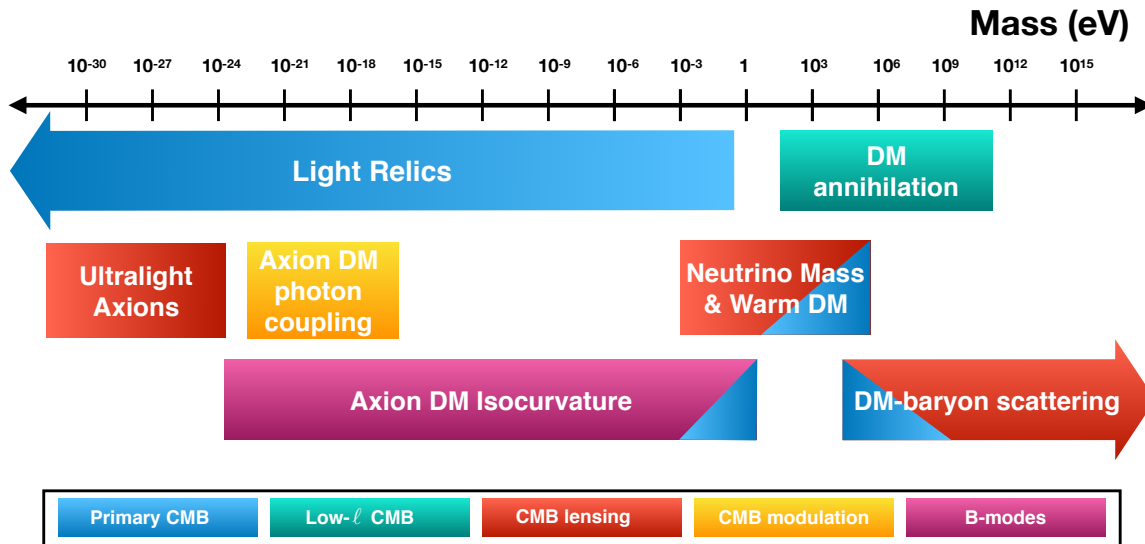 Mass (eV)
10⁻³⁰ 10⁻²⁷ 10⁻²⁴ 10⁻²¹ 10⁻¹⁸ 10⁻¹⁵ 10⁻¹² 10⁻⁹ 10⁻⁶ 10⁻³ 1 10³ 10⁶ 10⁹ 10¹² 10¹⁵
Light Relics
DM
annihilation
Ultralight
Axions
Axion DM
photon
coupling
Neutrino Mass
& Warm DM
Axion DM Isocurvature
DM-baryon scattering
Primary CMB
Low-ℓ CMB
CMB lensing
CMB modulation
B-modes